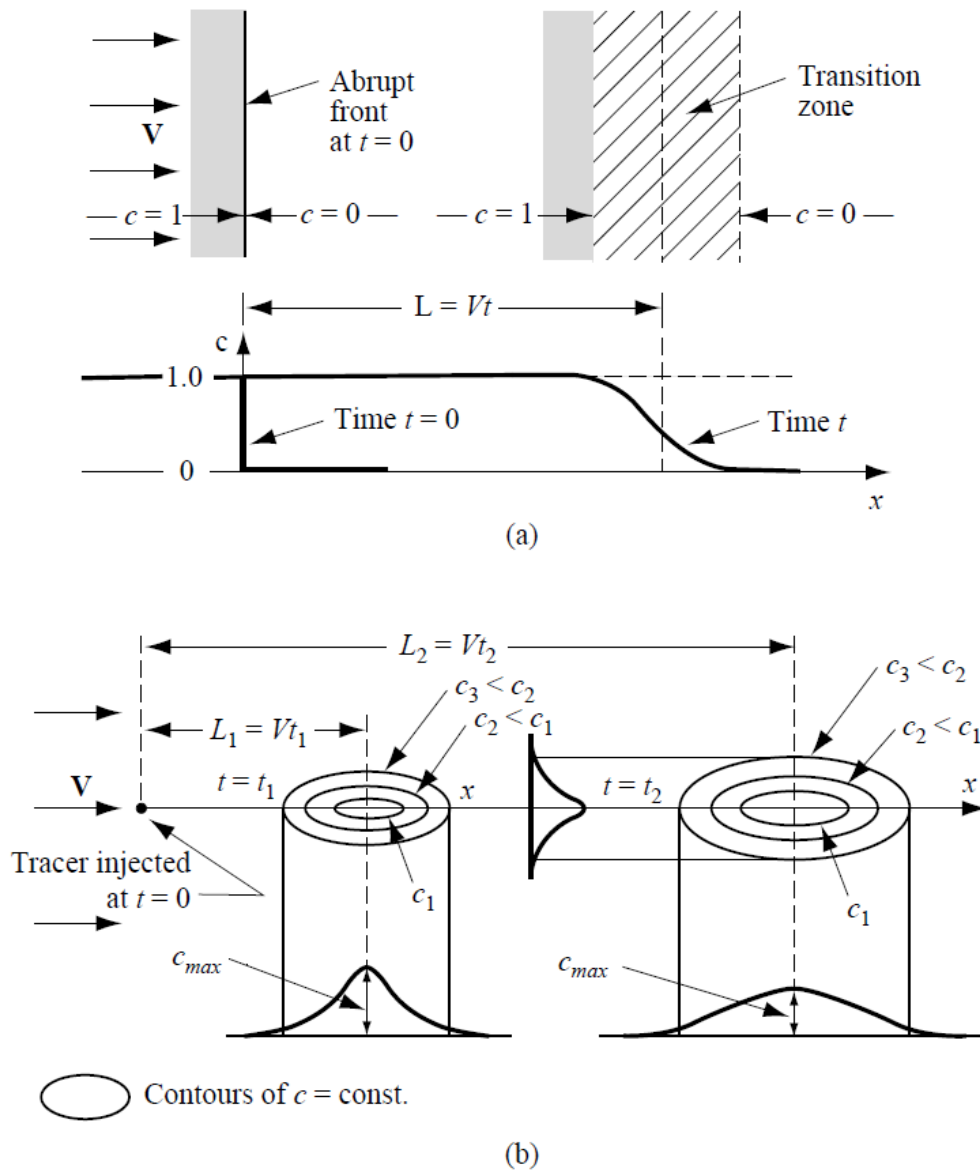 Abrupt
front
at t = 0
Transition
zone
V
c = 1
c = 0
c = 1
c = 0
L = Vt
c
1.0
Time t = 0
Time t
0
x
(a)
L₂ = Vt₂
c₃ < c₂
c₃ < c₂
c₂ < c₁
c₂ < c₁
L₁ = Vt₁
V
t = t₁
x
t = t₂
x
Tracer injected
at t = 0
c₁
c₁
cₘₐₓ
cₘₐₓ
Contours of c = const.
(b)